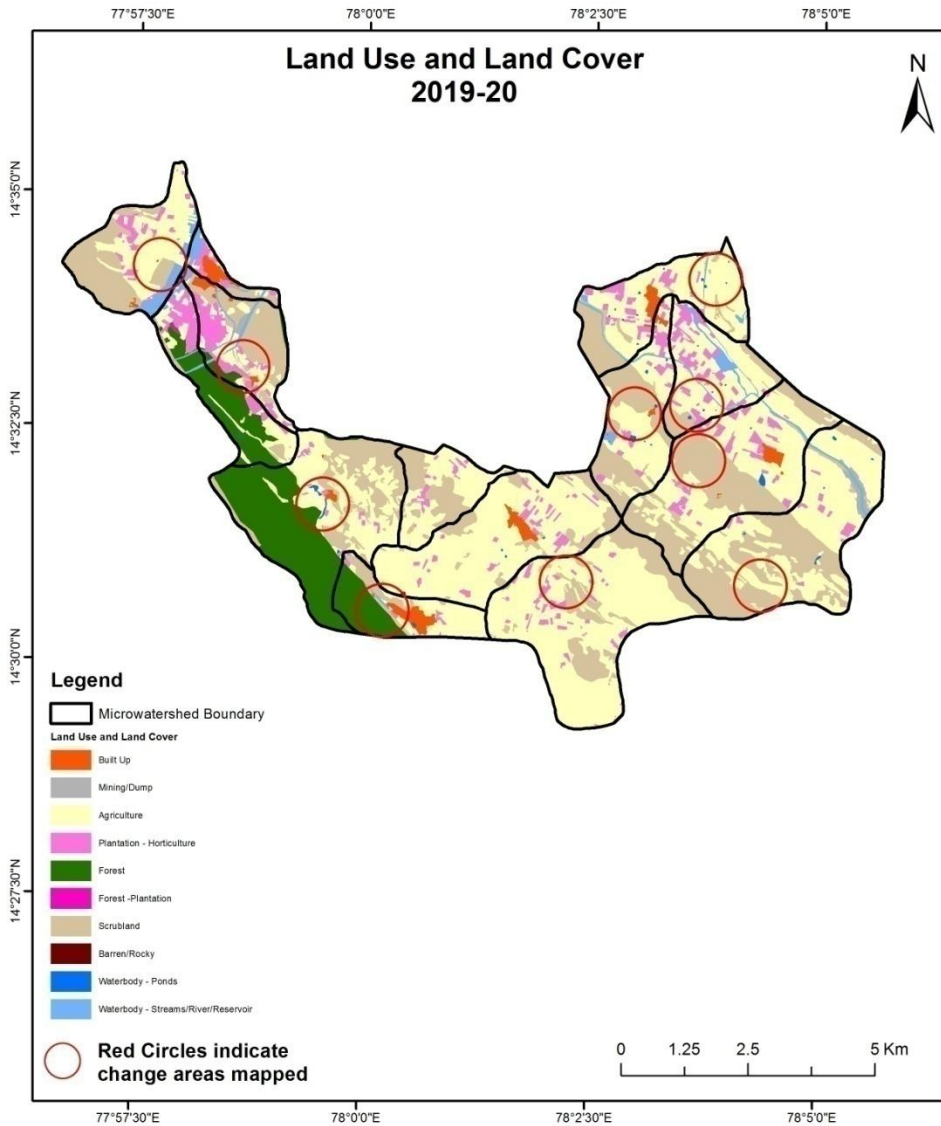 77°57'30"E 78°0'0"E 78°2'30"E 78°5'0"E
Land Use and Land Cover
2019-20
N
14°35'0"N
14°32'30"N
14°30'0"N
14°27'30"N
Legend
Microwatershed Boundary
Land Use and Land Cover
Built Up
Mining/Dump
Agriculture
Plantation - Horticulture
Forest
Forest -Plantation
Scrubland
Barren/Rocky
Waterbody - Ponds
Waterbody - Streams/River/Reservoir
Red Circles indicate
change areas mapped
0 1.25 2.5 5 Km
77°57'30"E 78°0'0"E 78°2'30"E 78°5'0"E